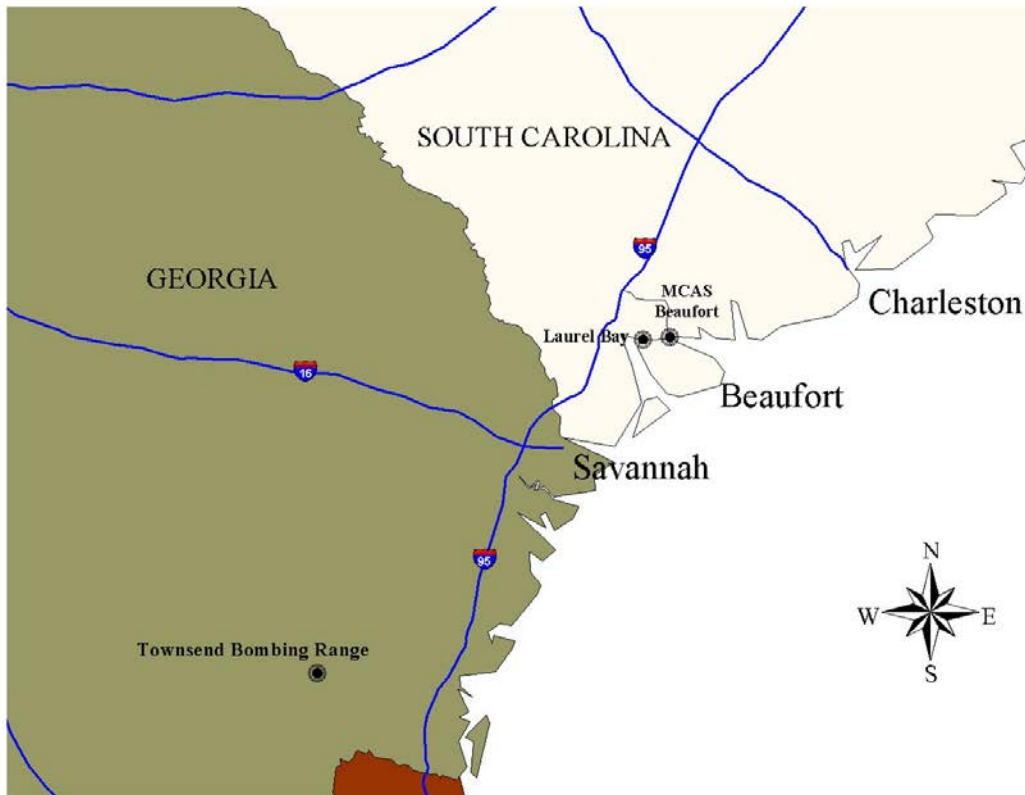 SOUTH CAROLINA
95
GEORGIA
MCAS
Beaufort
Charleston
Laurel Bay
16
Beaufort
Savannah
95
N
W
E
S
Townsend Bombing Range